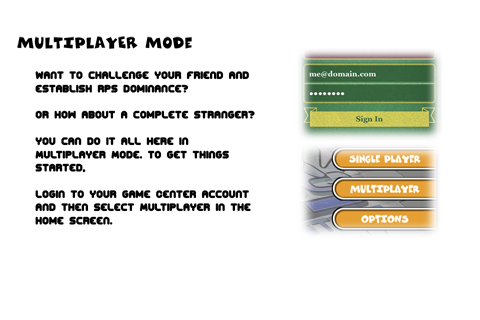 MULTIPLAYER MODE
WANT TO CHALLENGE YOUR FRIEND AND
ESTABLISH RPS DOMINANCE?
OR HOW ABOUT A COMPLETE STRANGER?
YOU CAN DO IT ALL HERE IN
MULTIPLAYER MODE. TO GET THINGS
STARTED,
LOGIN TO YOUR GAME CENTER ACCOUNT
AND THEN SELECT MULTIPLAYER IN THE
HOME SCREEN.
me@domain.com
••••••••
Sign In
SINGLE PLAYER
MULTIPLAYER
OPTIONS